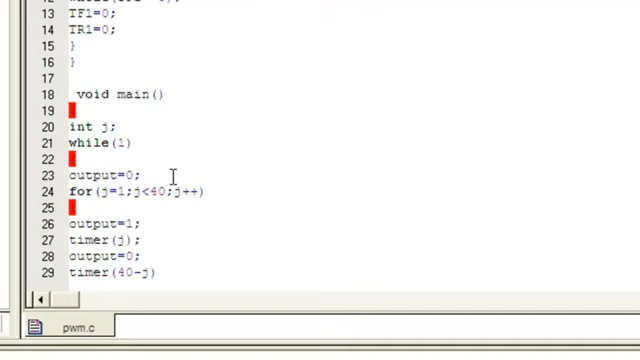 13 TF1=0;
14 TR1=0;
15 }
16 }
17
18 void main()
19 {
20 int j;
21 while(1)
22 {
23 output=0;
24 for(j=1;j<40;j++)
25 {
26 output=1;
27 timer(j);
28 output=0;
29 timer(40-j)
pwm.c